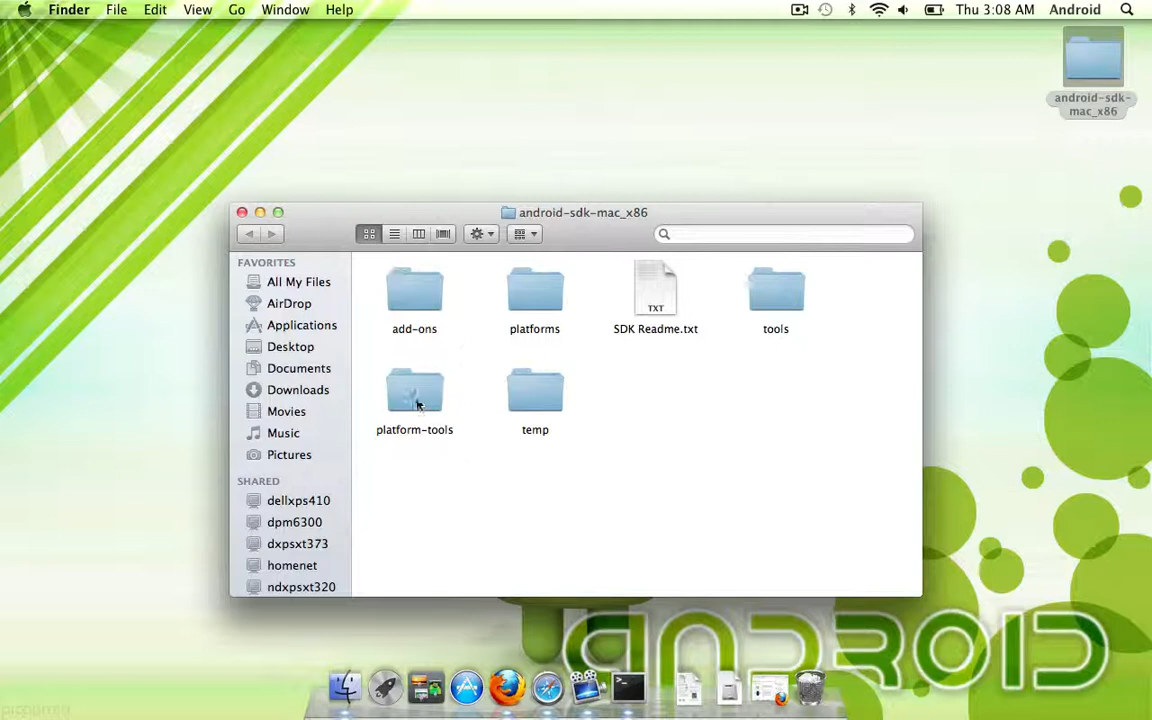 Finder File Edit View Go Window Help Thu 3:08 AM Android
android-sdk-
mac_x86
android-sdk-mac_x86
FAVORITES
All My Files
AirDrop
Applications
Desktop
Documents
Downloads
Movies
Music
Pictures
SHARED
dellxps410
dpm6300
dxpsxt373
homenet
ndxpsxt320
TXT
add-ons platforms SDK Readme.txt tools
platform-tools temp
ANDROID